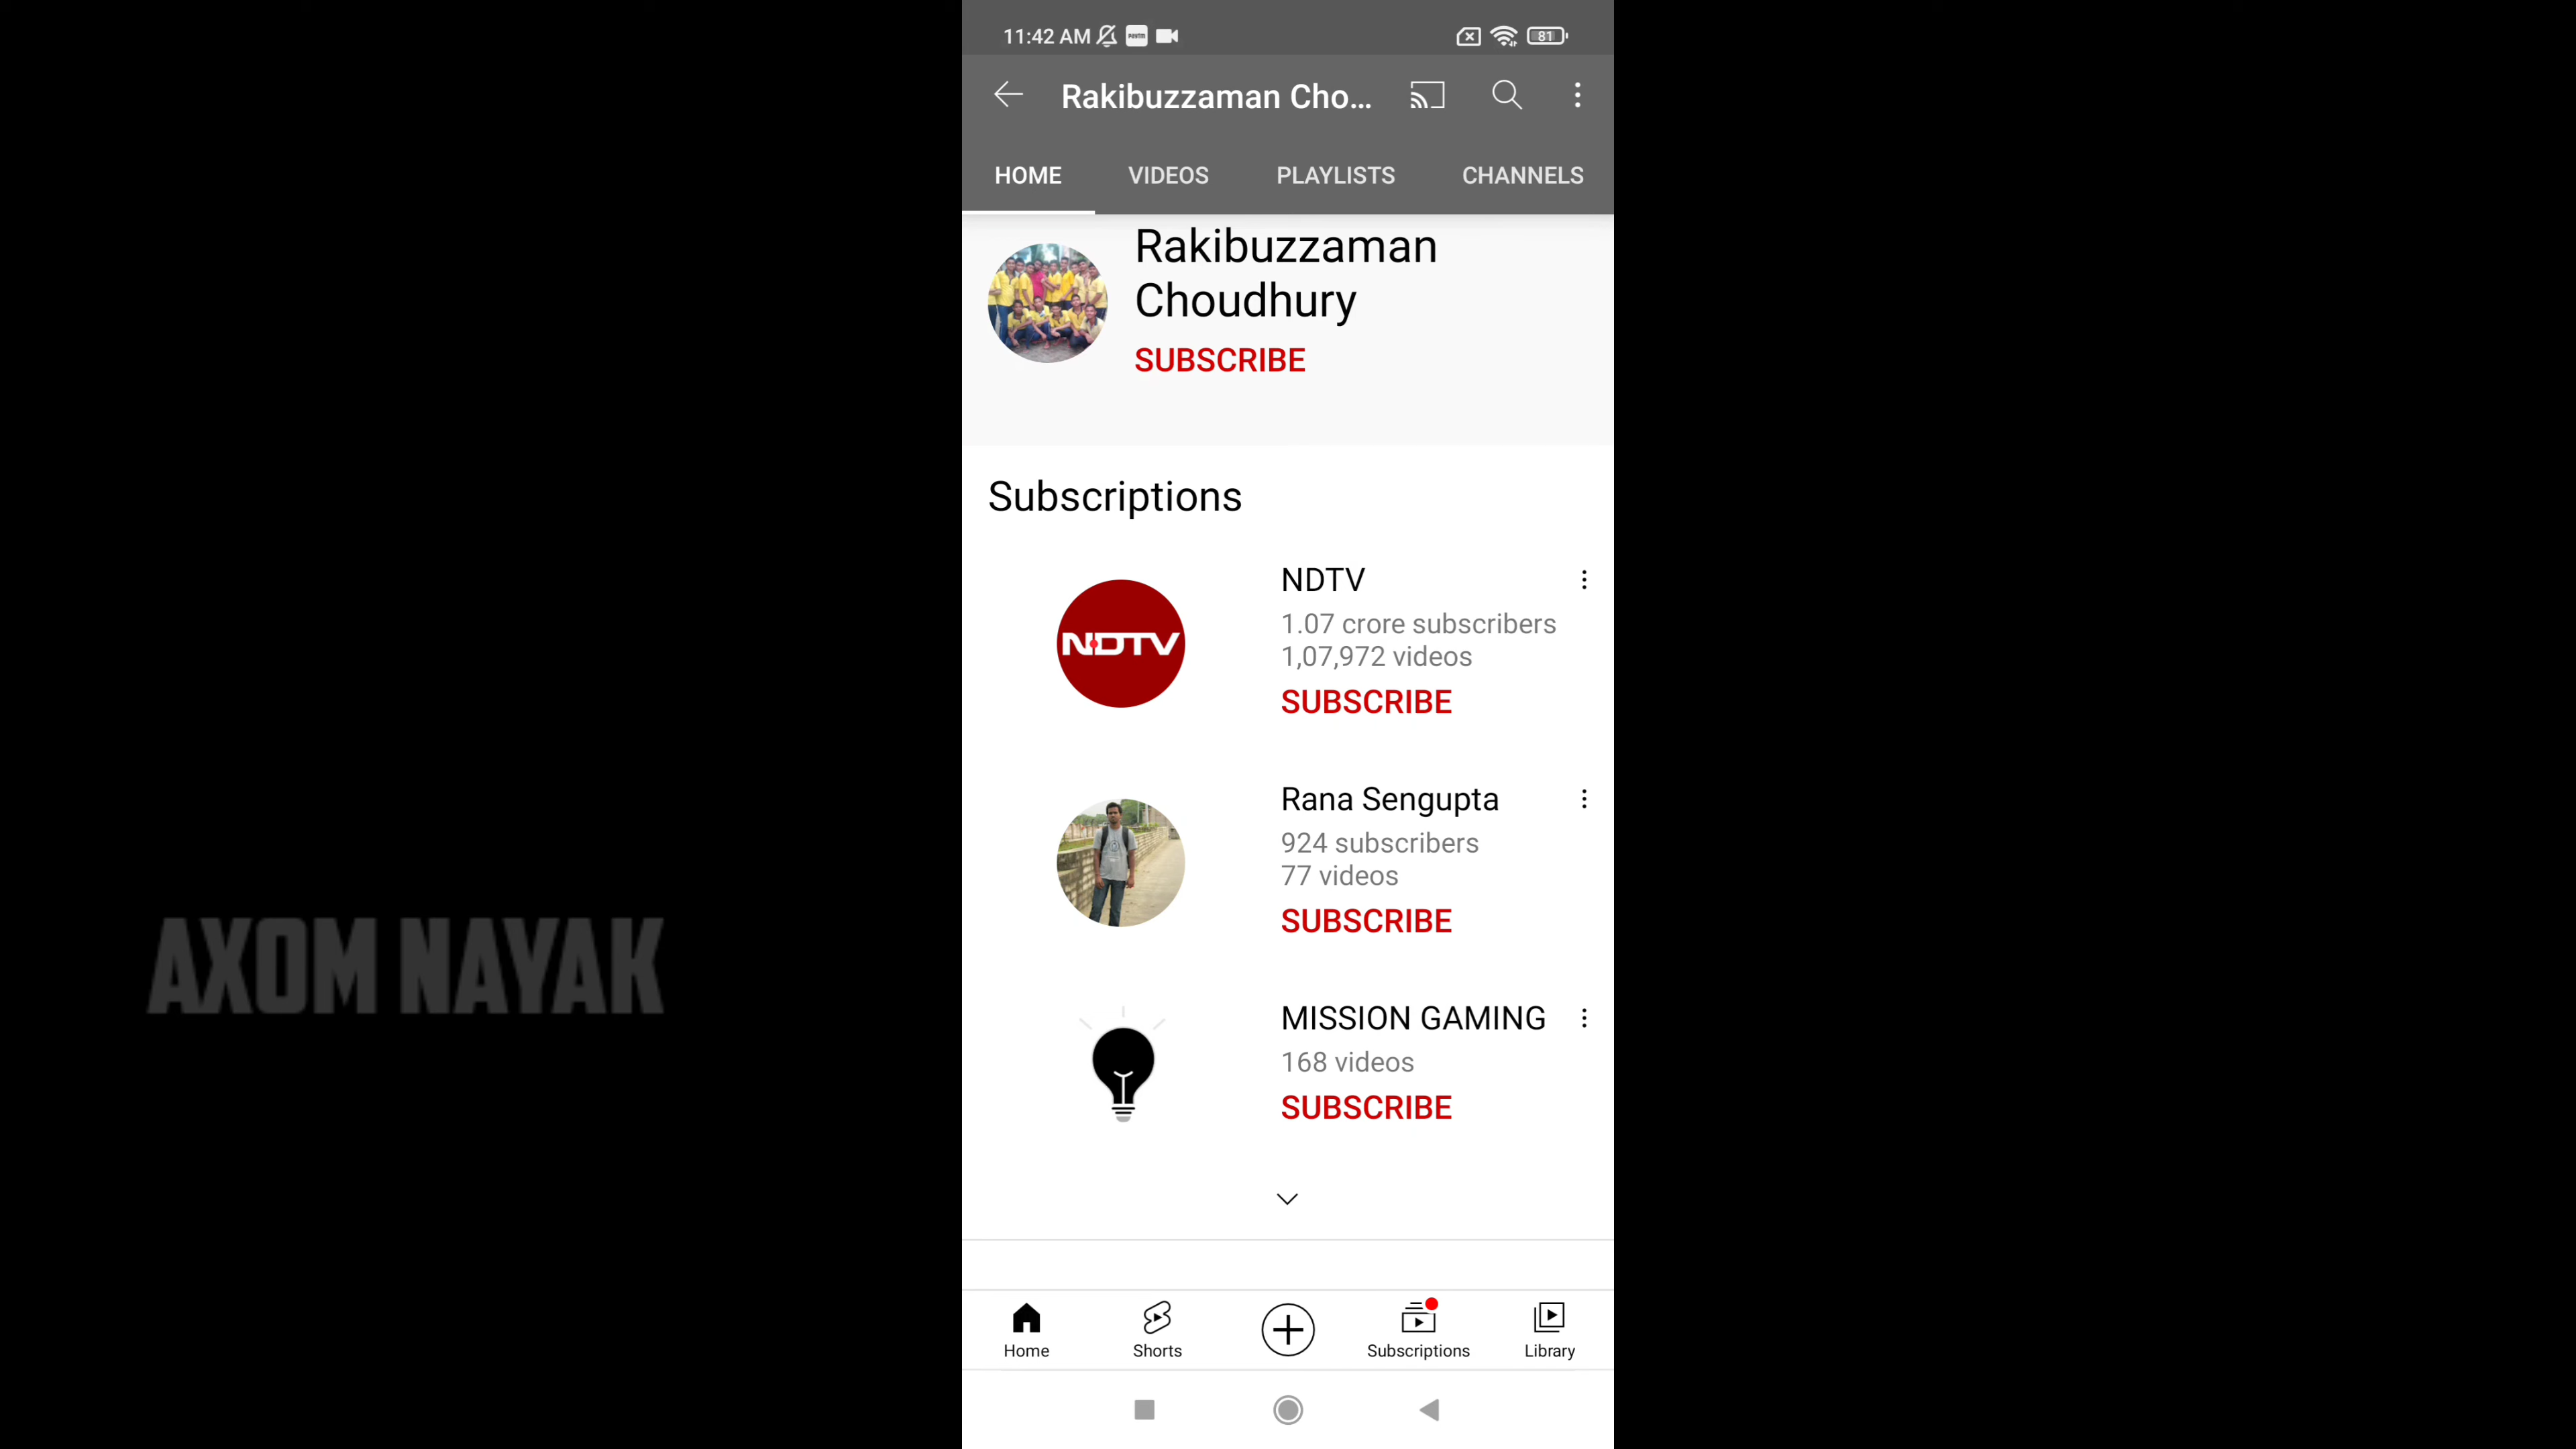 11:42 AM
paytm
81
Rakibuzzaman Cho...
HOME
VIDEOS
PLAYLISTS
CHANNELS
Rakibuzzaman
Choudhury
SUBSCRIBE
Subscriptions
NDTV
NDTV
1.07 crore subscribers
1,07,972 videos
SUBSCRIBE
Rana Sengupta
924 subscribers
77 videos
SUBSCRIBE
AXOM NAYAK
MISSION GAMING
168 videos
SUBSCRIBE
Home
Shorts
Subscriptions
Library